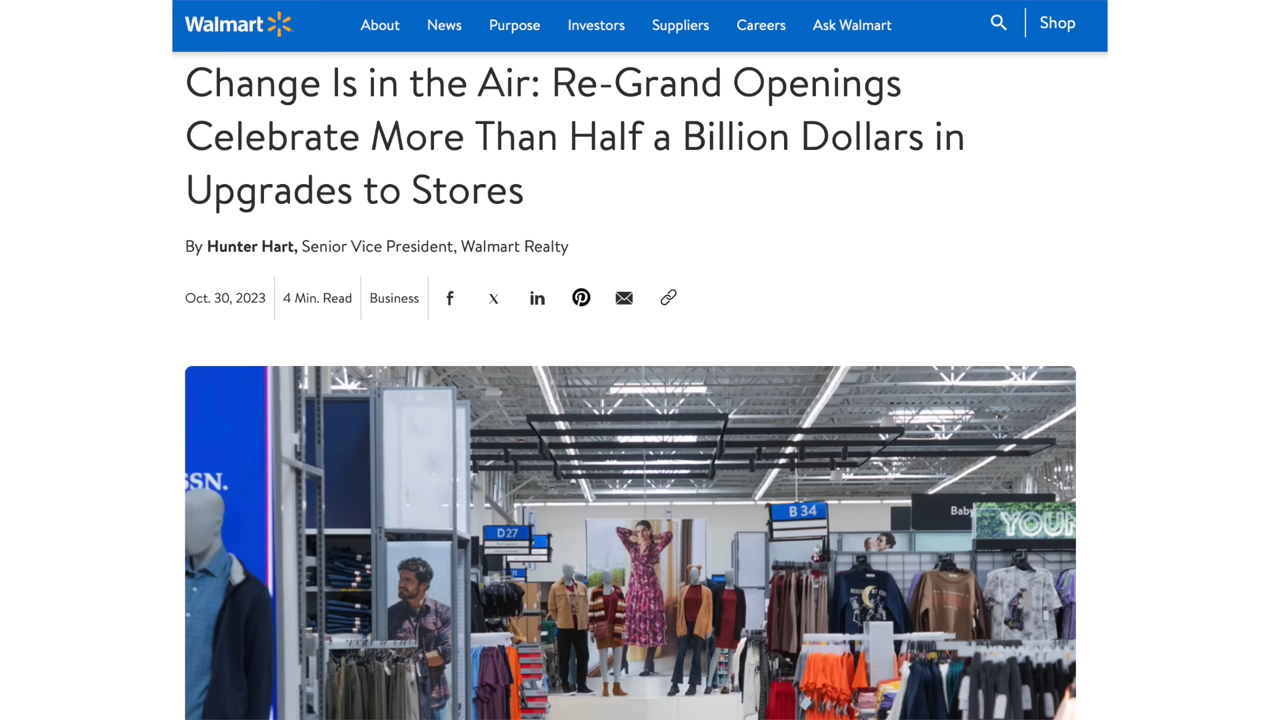 Walmart
About News Purpose Investors Suppliers Careers Ask Walmart Shop
Change Is in the Air: Re-Grand Openings
Celebrate More Than Half a Billion Dollars in
Upgrades to Stores
By Hunter Hart, Senior Vice President, Walmart Realty
Oct. 30, 2023 4 Min. Read Business
SSN.
D27
B 34
Baby
YOUN